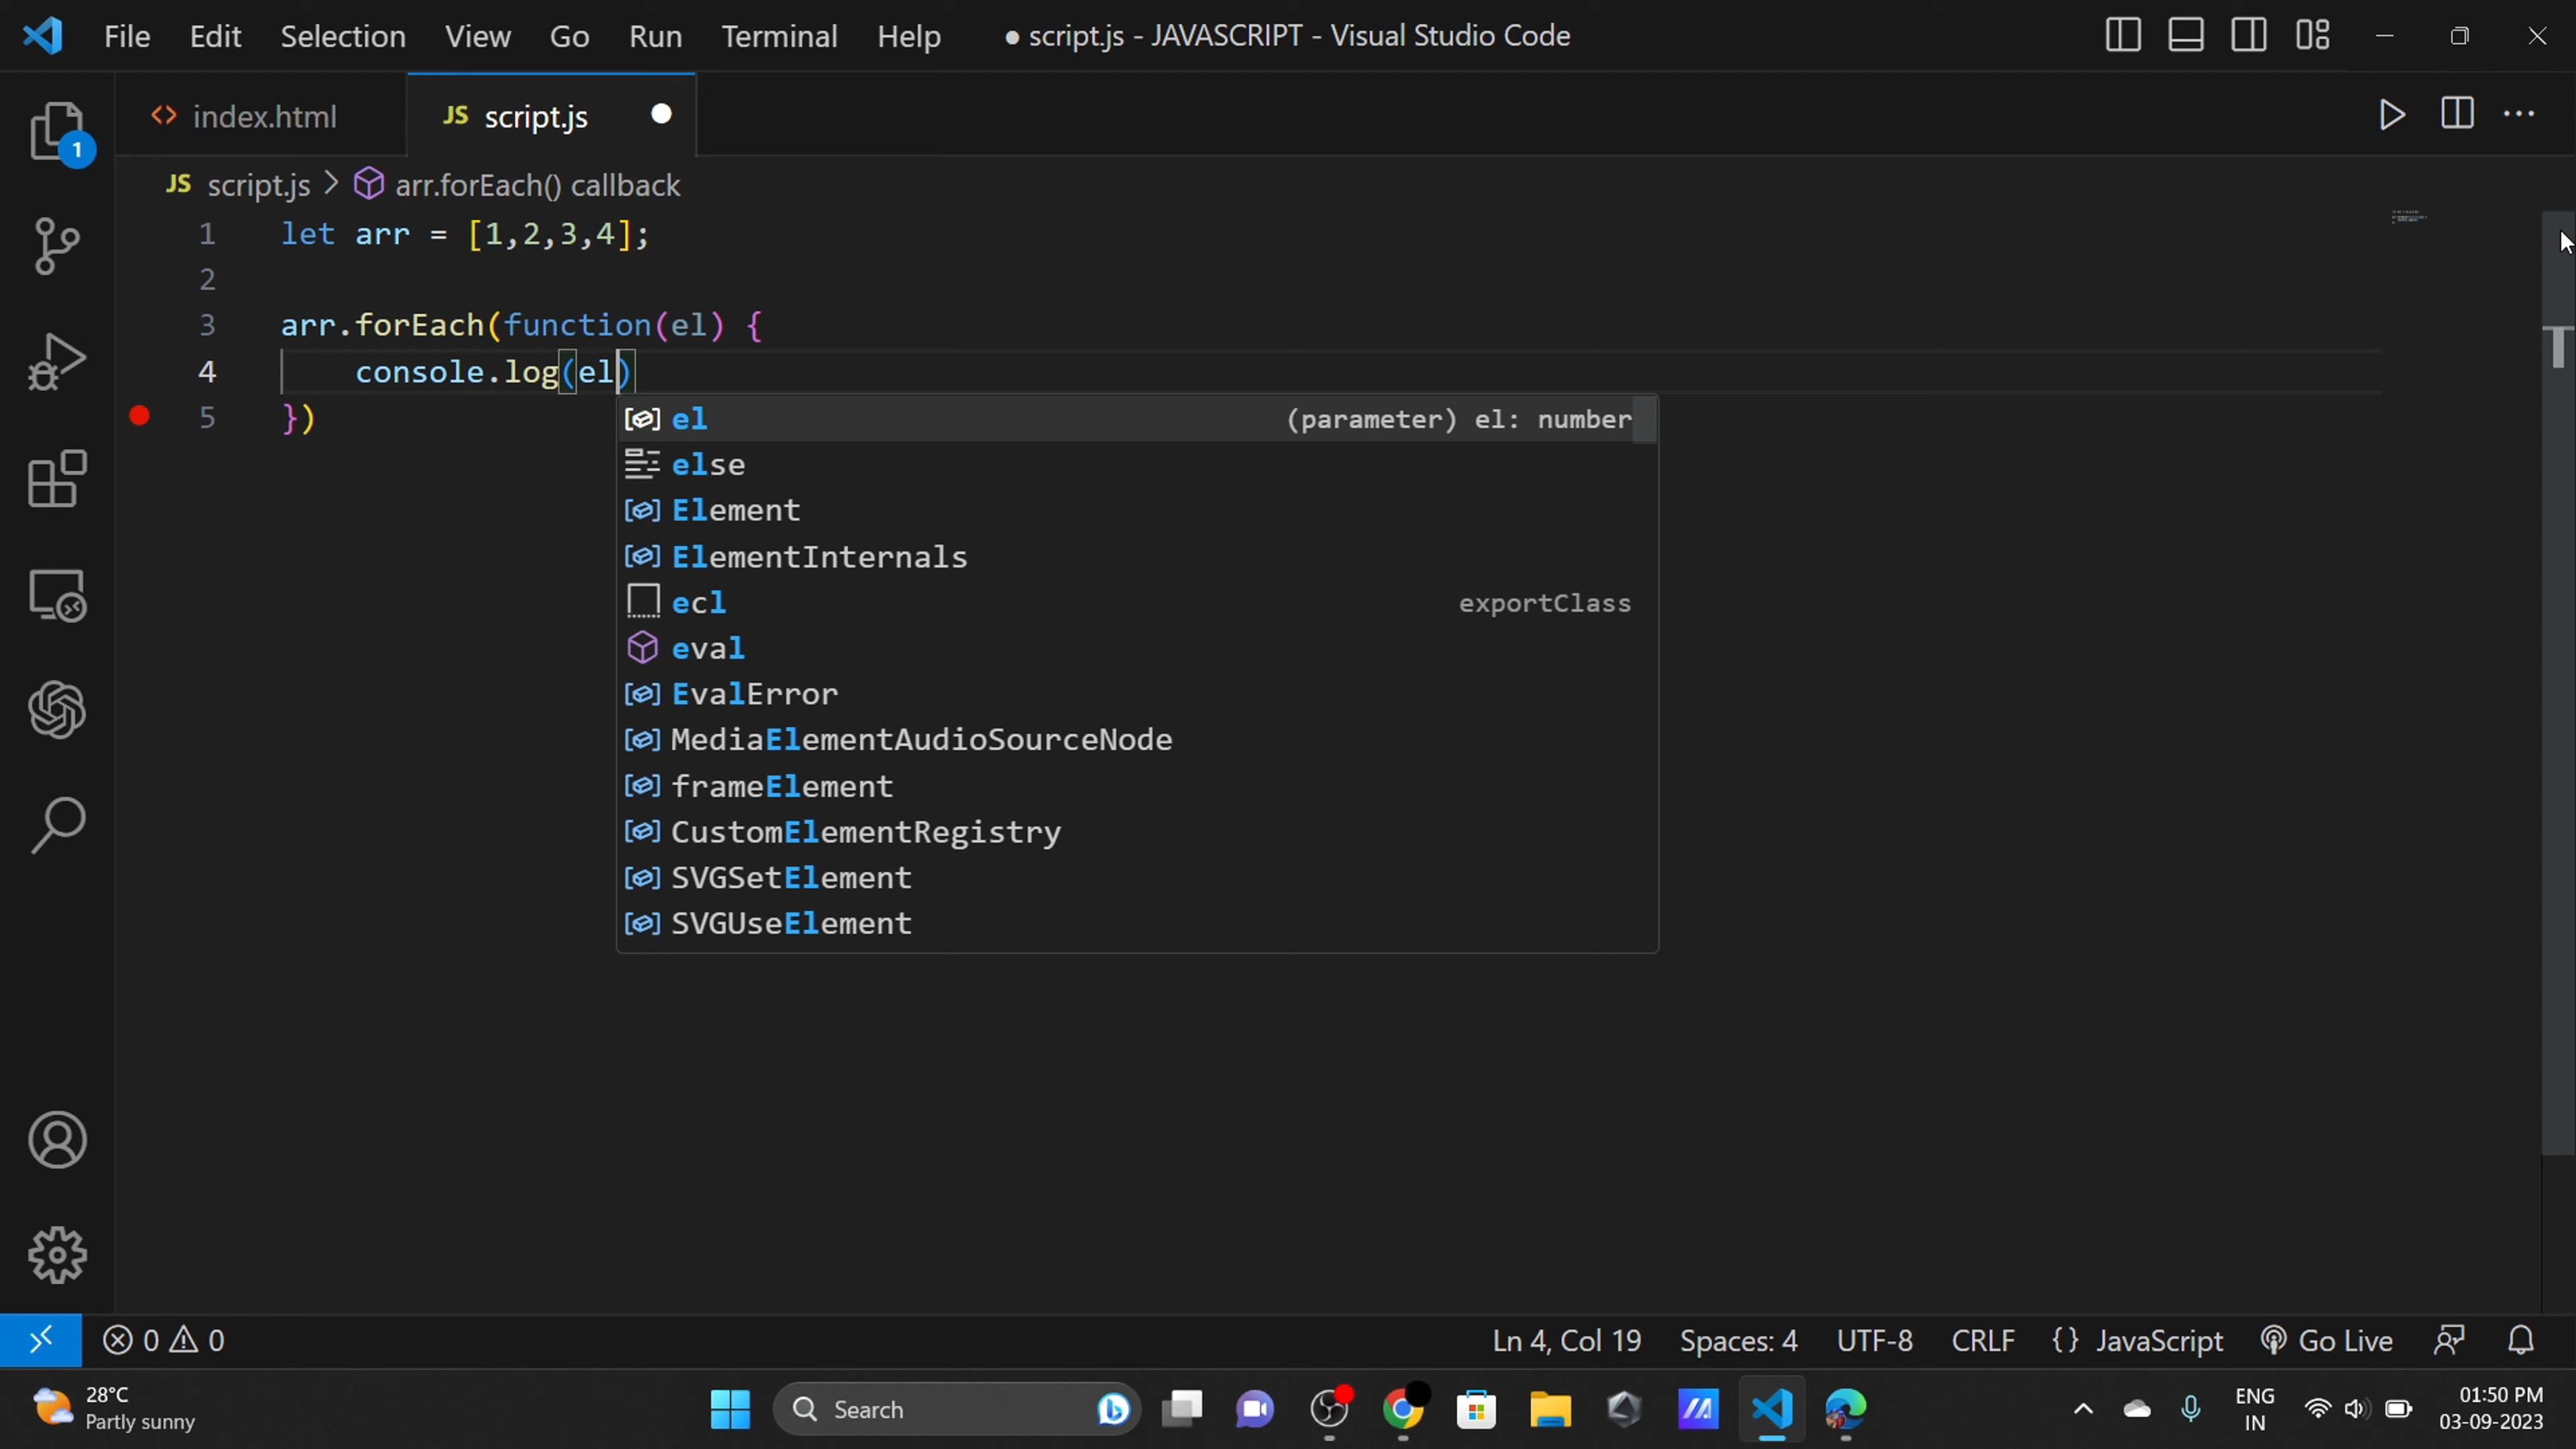 File Edit Selection View Go Run Terminal Help ● script.js - JAVASCRIPT - Visual Studio Code
index.html JS script.js
1
JS script.js > arr.forEach() callback
1 let arr = [1,2,3,4];
2
3 arr.forEach(function(el) {
4 console.log(el)
5 })
el (parameter) el: number
else
Element
ElementInternals
ecl exportClass
eval
EvalError
MediaElementAudioSourceNode
frameElement
CustomElementRegistry
SVGSetElement
SVGUseElement
0 0 Ln 4, Col 19 Spaces: 4 UTF-8 CRLF {} JavaScript Go Live
28°C
Partly sunny
Search
ENG
IN
01:50 PM
03-09-2023